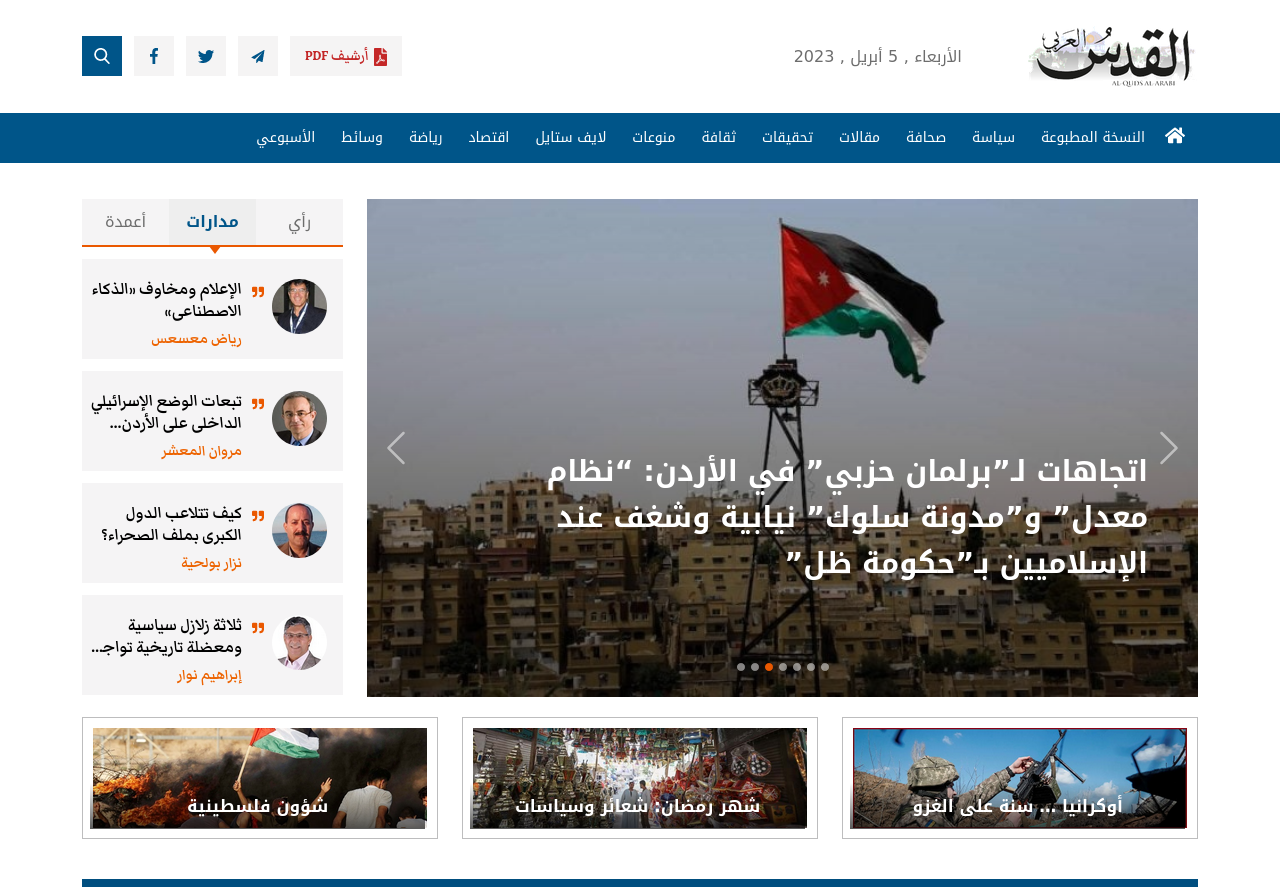 القدس العربي
AL-QUDS AL-ARABI
الأربعاء , 5 أبريل , 2023
أرشيف PDF
النسخة المطبوعة
سياسة
صحافة
مقالات
تحقيقات
ثقافة
منوعات
لايف ستايل
اقتصاد
رياضة
وسائط
الأسبوعي
اتجاهات لـ”برلمان حزبي” في الأردن: “نظام
معدل” و”مدونة سلوك” نيابية وشغف عند
الإسلاميين بـ”حكومة ظل”
رأي
مدارات
أعمدة
الإعلام ومخاوف «الذكاء
الاصطناعي»
رياض معسعس
تبعات الوضع الإسرائيلي
الداخلي على الأردن...
مروان المعشر
كيف تتلاعب الدول
الكبرى بملف الصحراء؟
نزار بولحية
ثلاثة زلازل سياسية
ومعضلة تاريخية تواجـ...
إبراهيم نوار
أوكرانيا ... سنة على الغزو
شهر رمضان: شعائر وسياسات
شؤون فلسطينية